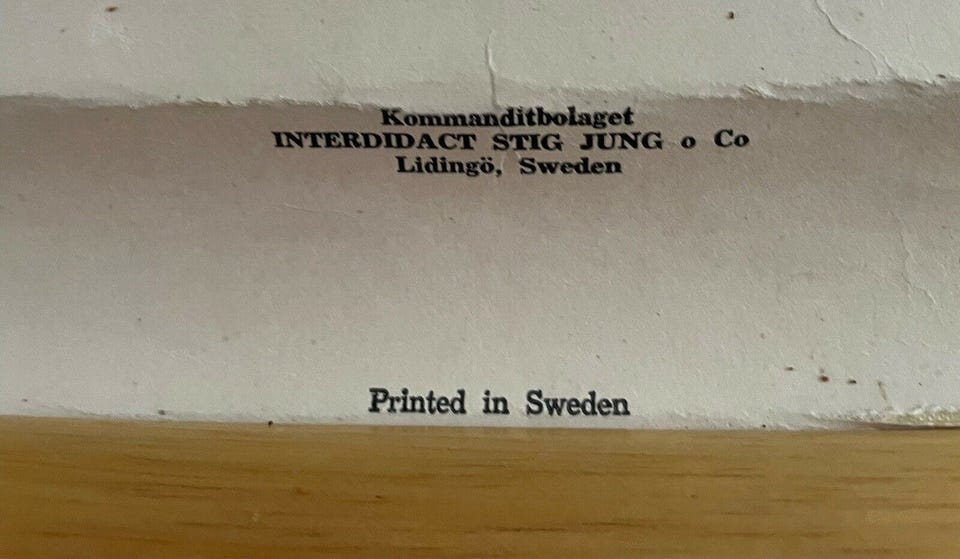 Kommanditbolaget
INTERDIDACT STIG JUNG o Co
Lidingö, Sweden
Printed in Sweden